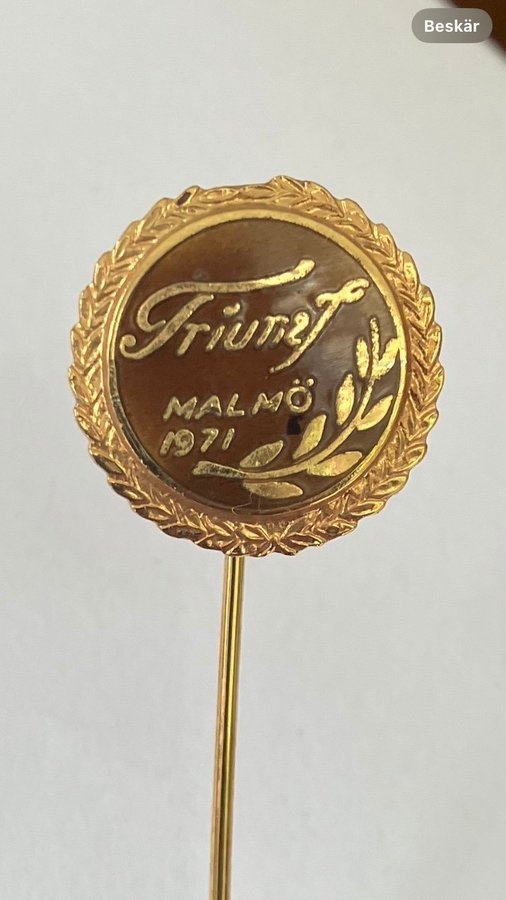 Beskär
Triumf
MALMÖ
1971